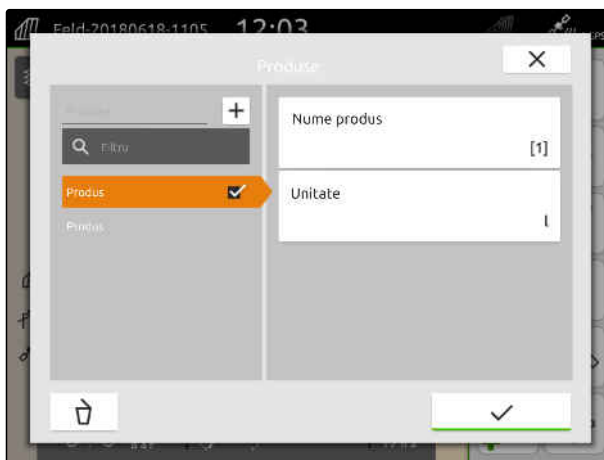 Feld-20180618-1105 12:03
Produse
Produse
Filtru
Nume produs
[1]
Produs
Unitate
l
Produs